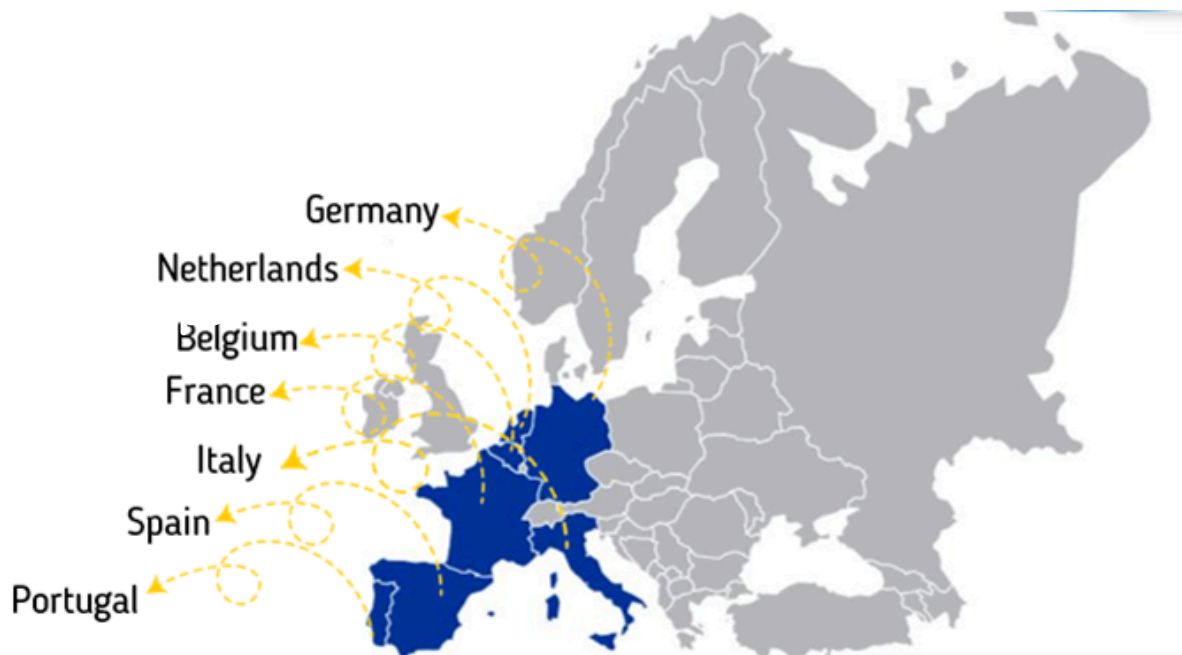 Germany
Netherlands
Belgium
France
Italy
Spain
Portugal